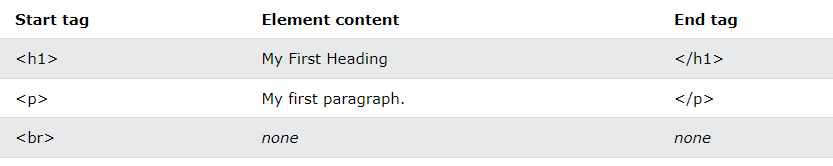 Start tag Element content End tag
<h1> My First Heading </h1>
<p> My first paragraph. </p>
<br> none none